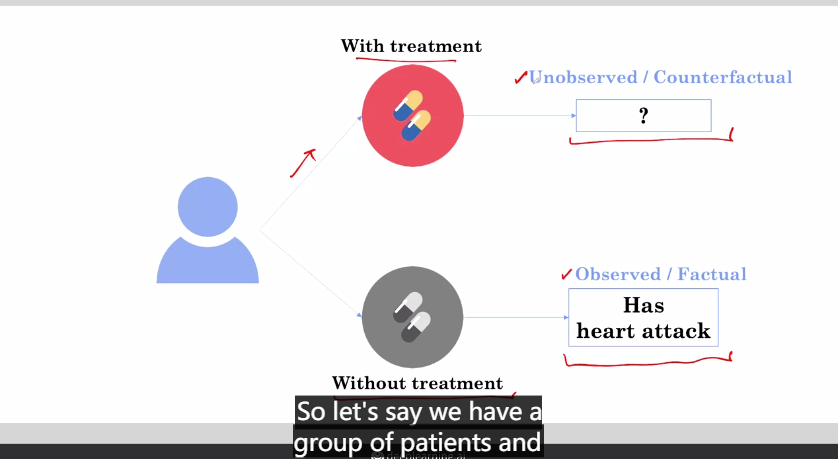 With treatment
Unobserved / Counterfactual
?
Observed / Factual
Has
heart attack
Without treatment
So let's say we have a
group of patients and